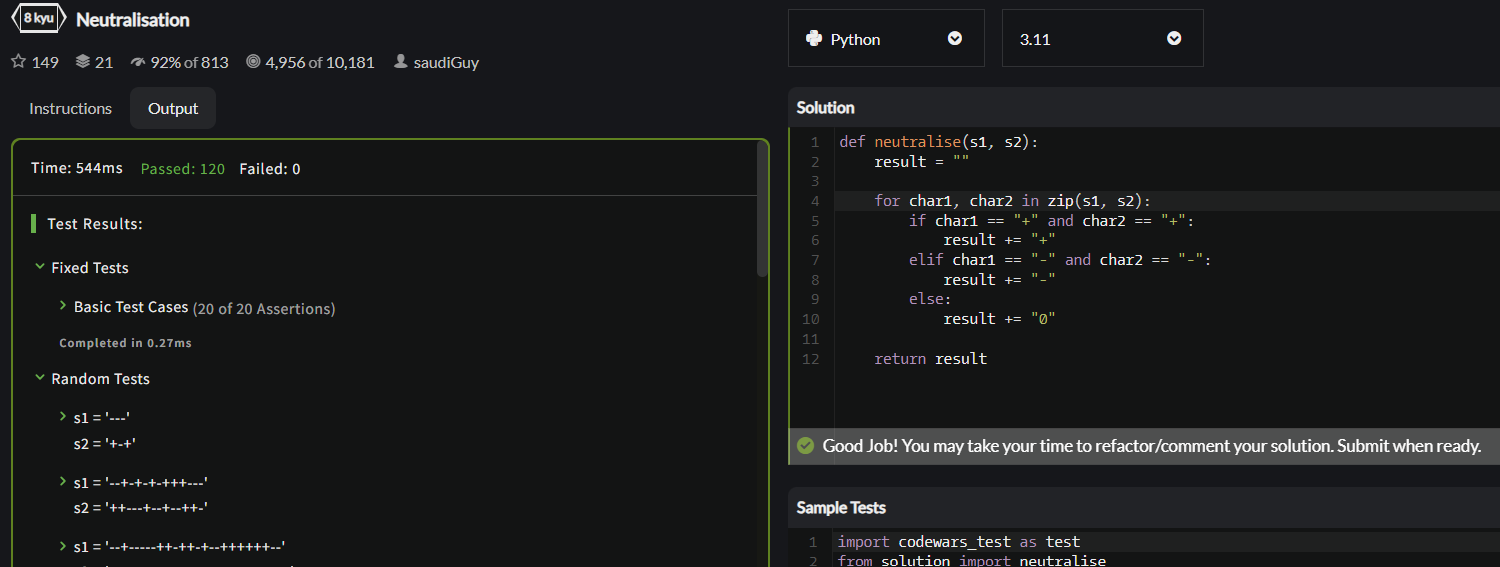 8 kyu Neutralisation
149 21 92% of 813 4,956 of 10,181 saudiGuy
Instructions Output
Time: 544ms Passed: 120 Failed: 0
Test Results:
Fixed Tests
Basic Test Cases (20 of 20 Assertions)
Completed in 0.27ms
Random Tests
s1 = '---'
s2 = '+-+'
s1 = '--+-+-+-+++---'
s2 = '++---+--+--++-'
s1 = '--+-----++-++-+--++++++--'
Python 3.11
Solution
1 def neutralise(s1, s2):
2     result = ""
3
4     for char1, char2 in zip(s1, s2):
5         if char1 == "+" and char2 == "+":
6             result += "+"
7         elif char1 == "-" and char2 == "-":
8             result += "-"
9         else:
10             result += "0"
11
12     return result
Good Job! You may take your time to refactor/comment your solution. Submit when ready.
Sample Tests
1 import codewars_test as test
2 from solution import neutralise